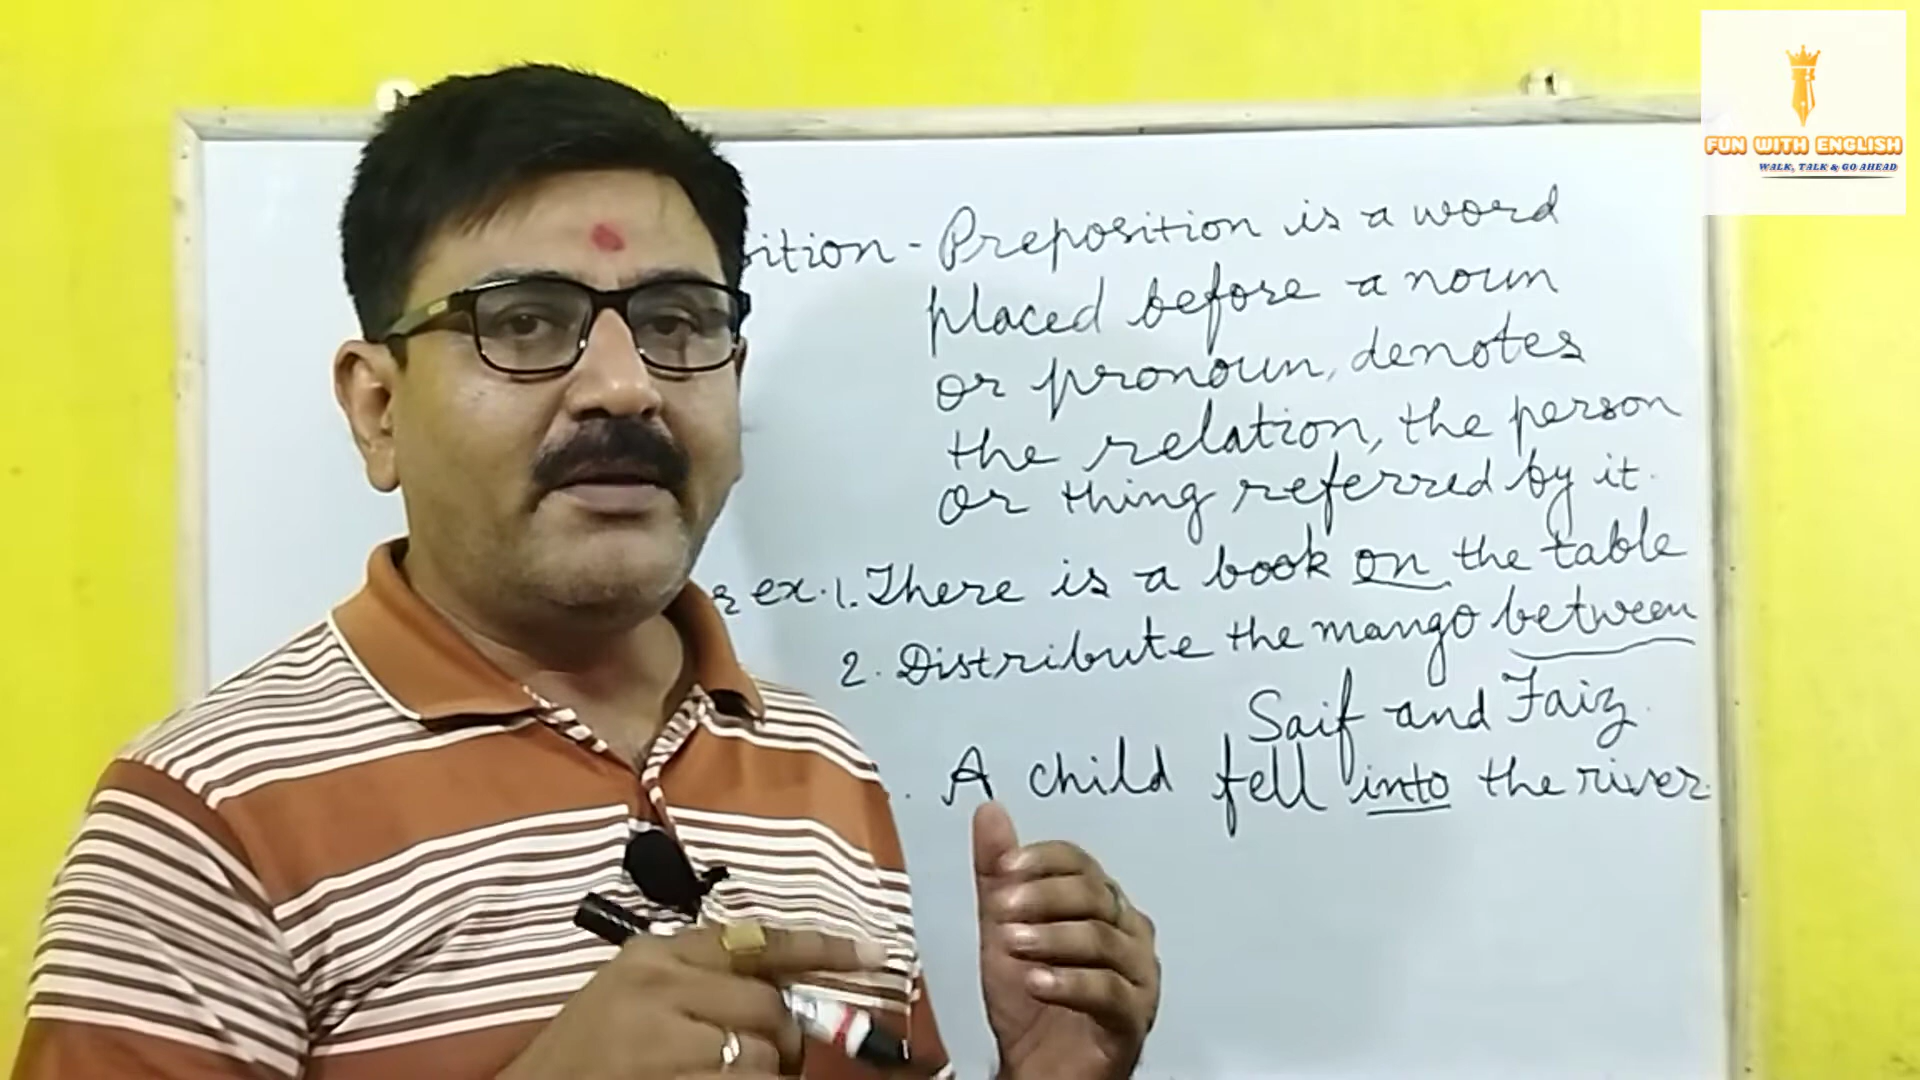 FUN WITH ENGLISH
WALK, TALK & GO AHEAD
sition - Preposition is a word
placed before a noun
or pronoun, denotes
the relation, the person
or thing referred by it.
ex. 1. There is a book on the table
2. Distribute the mango between
Saif and Faiz.
A child fell into the river.